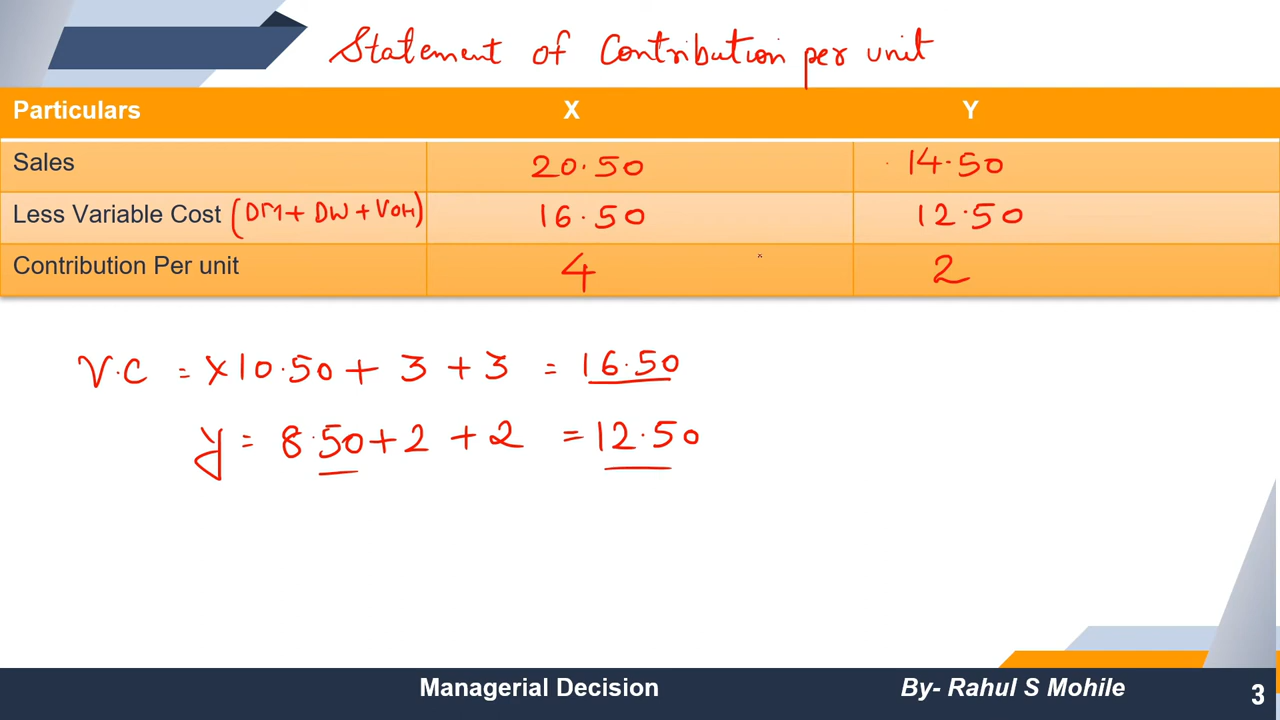 Statement of Contribution per unit
Particulars X Y
Sales 20.50 14.50
Less Variable Cost (DM + DW + VOH) 16.50 12.50
Contribution Per unit 4 2
V.C = X 10.50 + 3 + 3 = 16.50
y = 8.50 + 2 + 2 = 12.50
Managerial Decision By- Rahul S Mohile 3